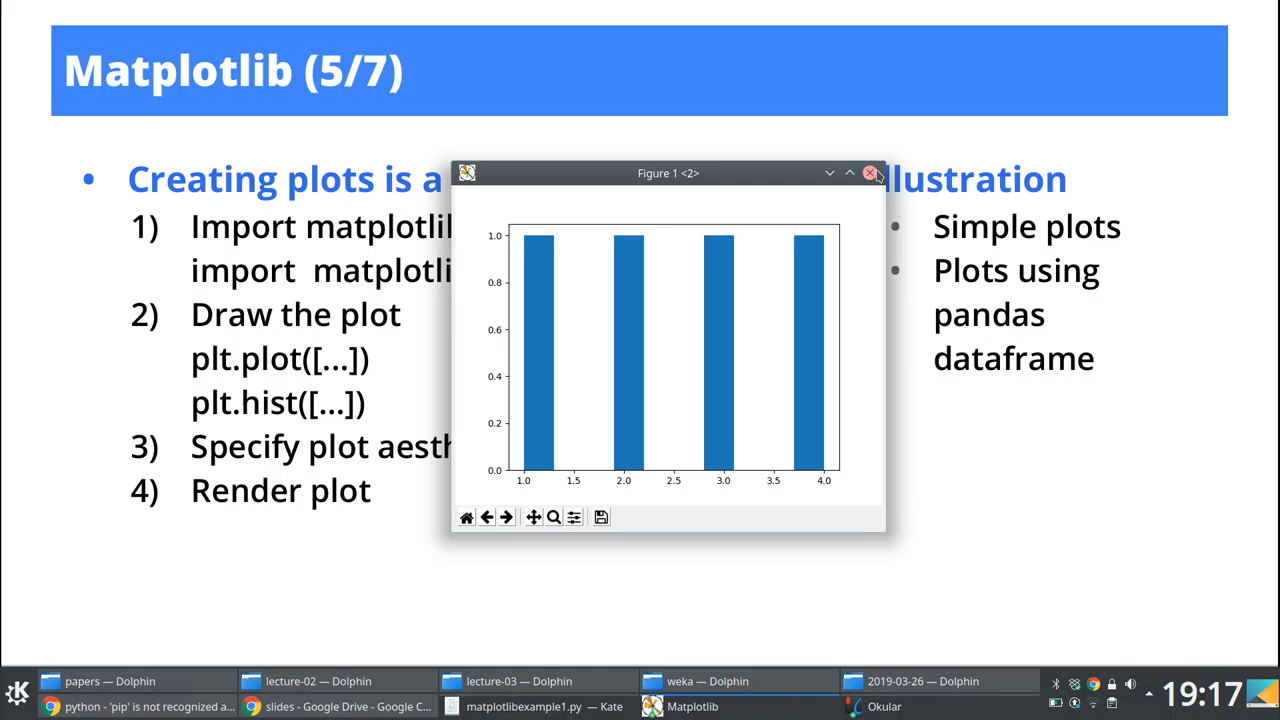 Matplotlib (5/7)
• Creating plots is a
1) Import matplotlib
import matplotli
2) Draw the plot
plt.plot([...])
plt.hist([...])
3) Specify plot aesth
4) Render plot
llustration
• Simple plots
• Plots using
pandas
dataframe
Figure 1 <2>
1.0
0.8
0.6
0.4
0.2
0.0
1.0 1.5 2.0 2.5 3.0 3.5 4.0
papers — Dolphin
lecture-02 — Dolphin
lecture-03 — Dolphin
weka — Dolphin
2019-03-26 — Dolphin
python - 'pip' is not recognized a...
slides - Google Drive - Google C...
matplotlibexample1.py — Kate
Matplotlib
Okular
19:17